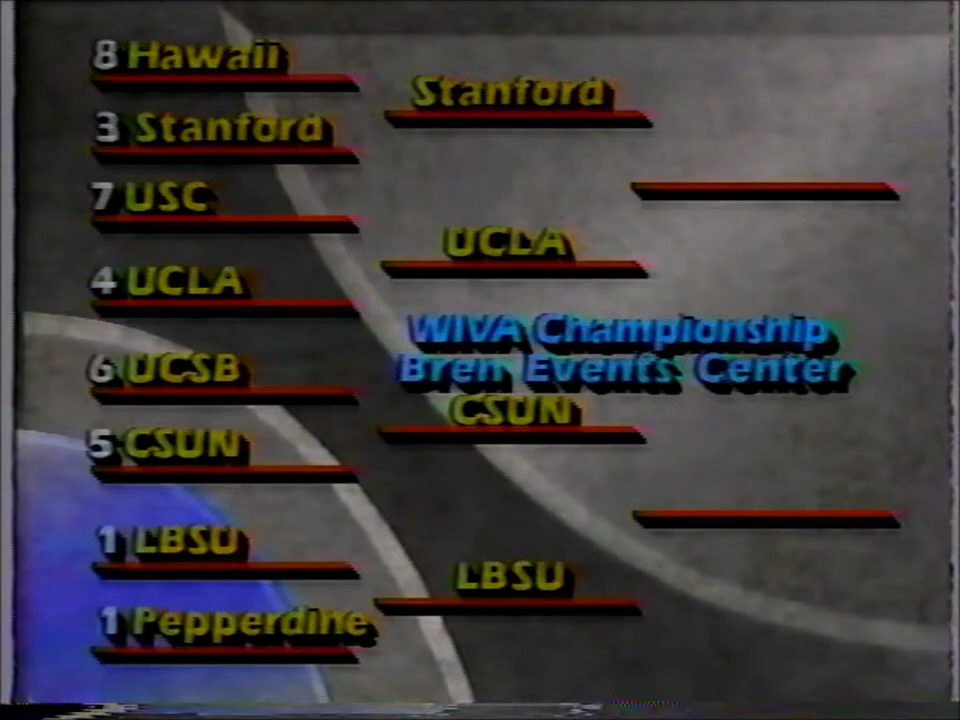 8 Hawaii
3 Stanford
7 USC
4 UCLA
6 UCSB
5 CSUN
1 LBSU
1 Pepperdine
Stanford
UCLA
WIVA Championship
Bren Events Center
CSUN
LBSU